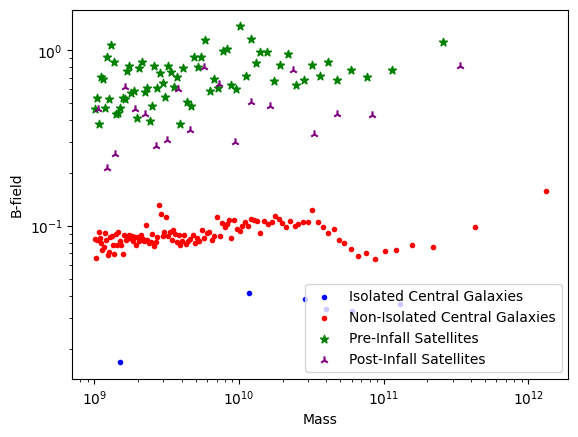 10⁰
10⁻¹
B-field
10⁹
10¹⁰
10¹¹
10¹²
Mass
Isolated Central Galaxies
Non-Isolated Central Galaxies
Pre-Infall Satellites
Post-Infall Satellites